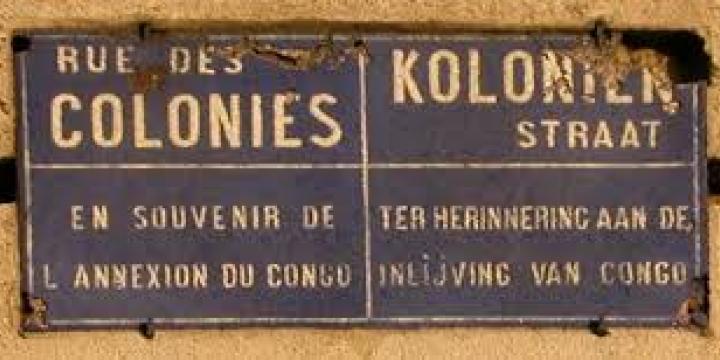 RUE DES
COLONIES
EN SOUVENIR DE
L ANNEXION DU CONGO
KOLONIEN
STRAAT
TER HERINNERING AAN DE
INLIJVING VAN CONGO